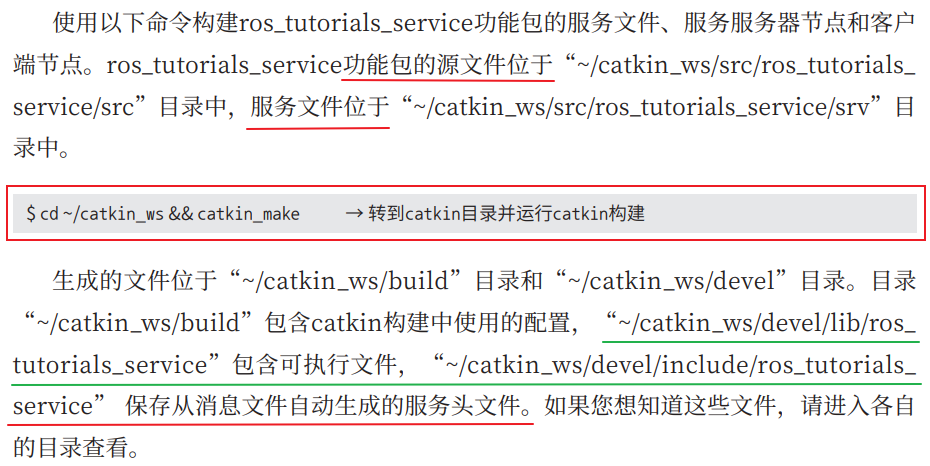 使用以下命令构建ros_tutorials_service功能包的服务文件、服务服务器节点和客
端节点。ros_tutorials_service功能包的源文件位于“~/catkin_ws/src/ros_tutorials_
service/src”目录中，服务文件位于“~/catkin_ws/src/ros_tutorials_service/srv”目
录中。
$ cd ~/catkin_ws && catkin_make → 转到catkin目录并运行catkin构建
生成的文件位于“~/catkin_ws/build”目录和“~/catkin_ws/devel”目录。目录
“~/catkin_ws/build”包含catkin构建中使用的配置，“~/catkin_ws/devel/lib/ros_
tutorials_service”包含可执行文件，“~/catkin_ws/devel/include/ros_tutorials_
service” 保存从消息文件自动生成的服务头文件。如果您想知道这些文件，请进入各自
的目录查看。